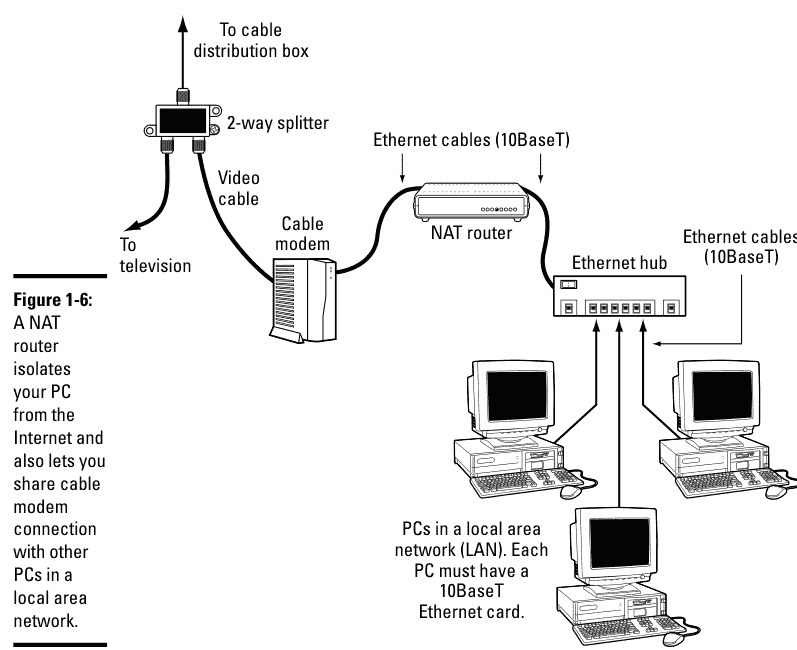 To cable
distribution box
2-way splitter
Ethernet cables (10BaseT)
Video
cable
Cable
modem
NAT router
To
television
Ethernet hub
Ethernet cables
(10BaseT)
Figure 1-6:
A NAT
router
isolates
your PC
from the
Internet and
also lets you
share cable
modem
connection
with other
PCs in a
local area
network.
PCs in a local area
network (LAN). Each
PC must have a
10BaseT
Ethernet card.